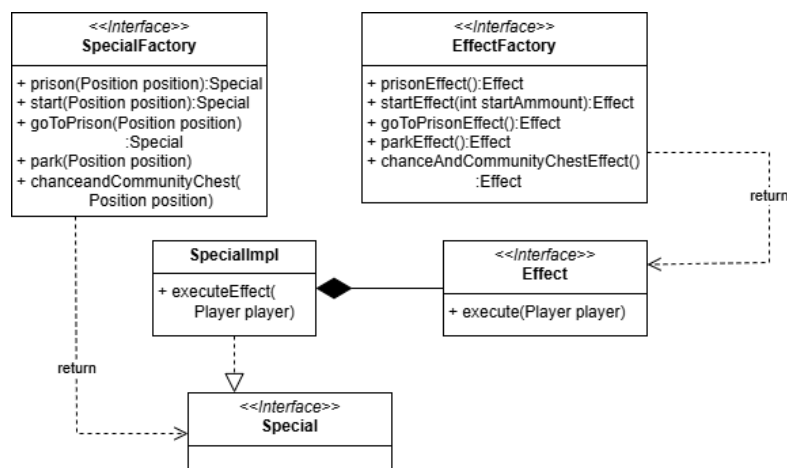 <<Interface>>
SpecialFactory
+ prison(Position position):Special
+ start(Position position):Special
+ goToPrison(Position position)
:Special
+ park(Position position)
+ chanceandCommunityChest(
Position position)
<<Interface>>
EffectFactory
+ prisonEffect():Effect
+ startEffect(int startAmmount):Effect
+ goToPrisonEffect():Effect
+ parkEffect():Effect
+ chanceAndCommunityChestEffect()
:Effect
return
SpecialImpl
+ executeEffect(
Player player)
<<Interface>>
Effect
+ execute(Player player)
return
<<Interface>>
Special